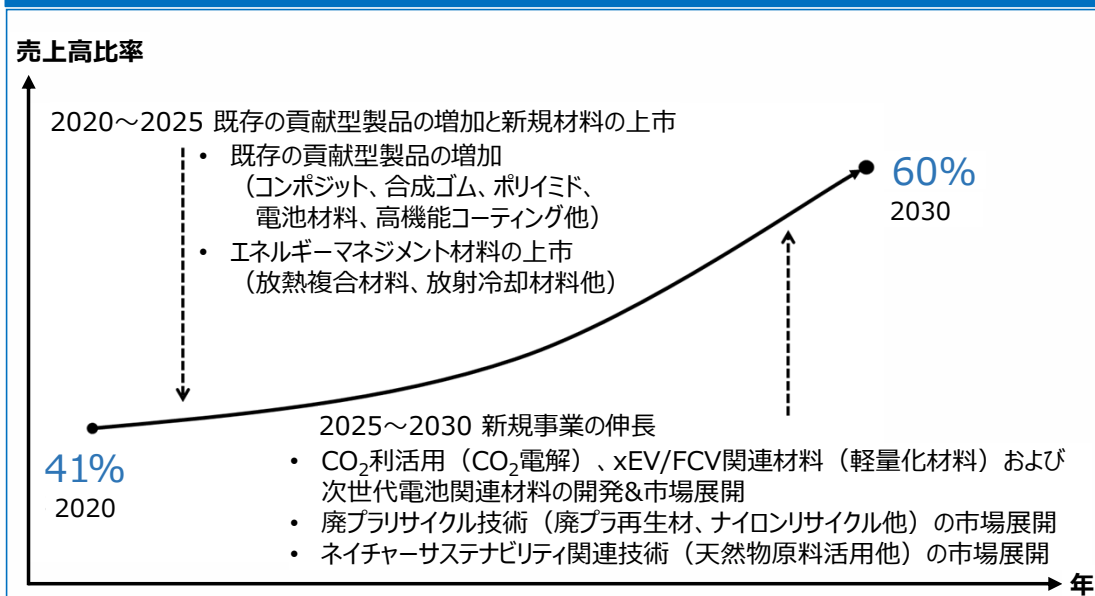 売上高比率
2020～2025 既存の貢献型製品の増加と新規材料の上市
• 既存の貢献型製品の増加
（コンポジット、合成ゴム、ポリイミド、
電池材料、高機能コーティング他）
• エネルギーマネジメント材料の上市
（放熱複合材料、放射冷却材料他）
60%
2030
41%
2020
2025～2030 新規事業の伸長
• CO₂利活用（CO₂電解）、xEV/FCV関連材料（軽量化材料）および
次世代電池関連材料の開発&市場展開
• 廃プラリサイクル技術（廃プラ再生材、ナイロンリサイクル他）の市場展開
• ネイチャーサステナビリティ関連技術（天然物原料活用他）の市場展開
年